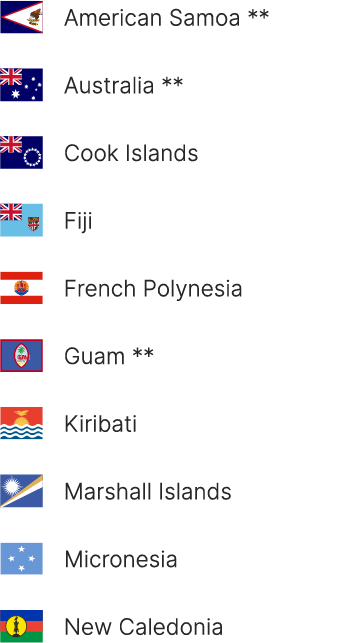 American Samoa **
Australia **
Cook Islands
Fiji
French Polynesia
Guam **
Kiribati
Marshall Islands
Micronesia
New Caledonia